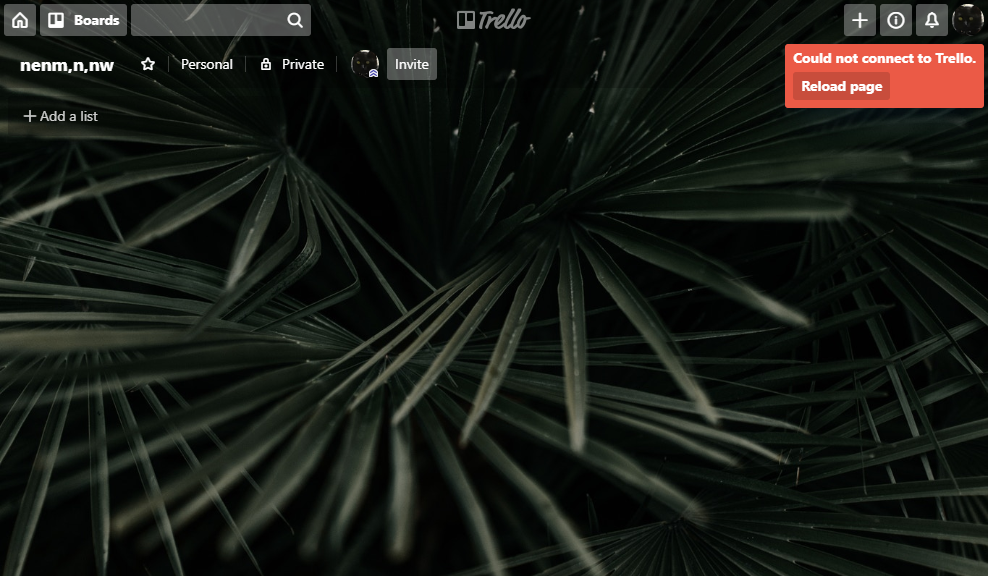 Boards
Trello
nenm,n,nw
Personal
Private
Invite
Could not connect to Trello.
Reload page
Add a list